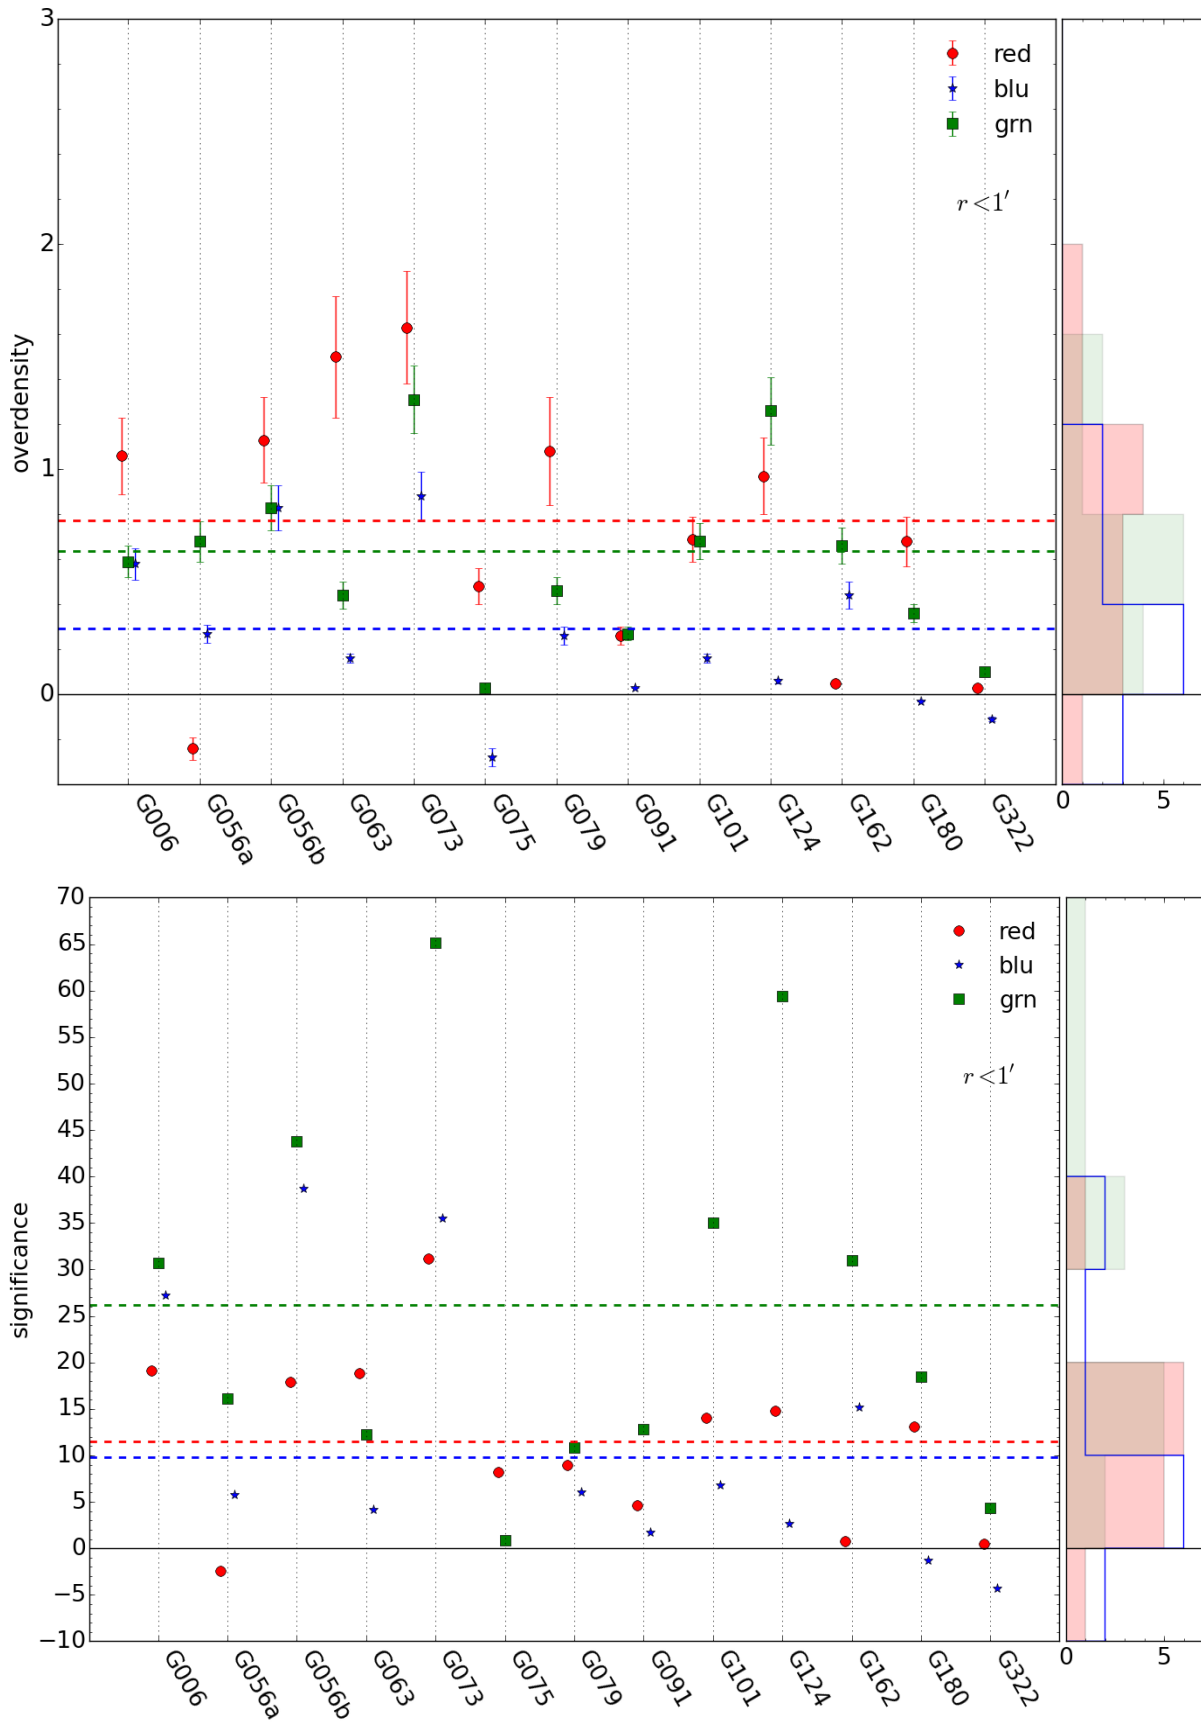 3
2
1
0
overdensity
red
blu
grn
r<1′
G006
G056a
G056b
G063
G073
G075
G079
G091
G101
G124
G162
G180
G322
0 5
70
65
60
55
50
45
40
35
30
25
20
15
10
5
0
−5
−10
significance
red
blu
grn
r<1′
G006
G056a
G056b
G063
G073
G075
G079
G091
G101
G124
G162
G180
G322
0 5